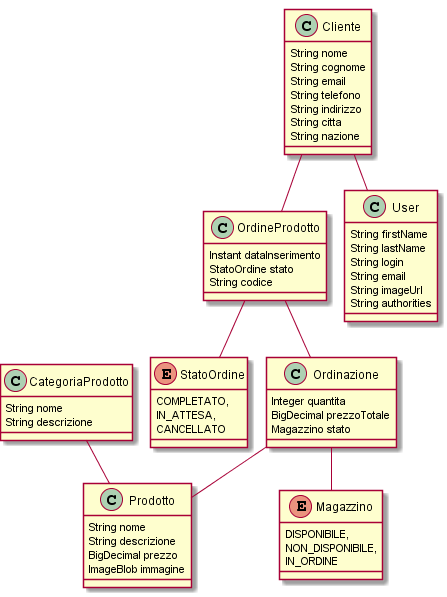 C Cliente
String nome
String cognome
String email
String telefono
String indirizzo
String citta
String nazione
C OrdineProdotto
Instant dataInserimento
StatoOrdine stato
String codice
C User
String firstName
String lastName
String login
String email
String imageUrl
String authorities
C CategoriaProdotto
String nome
String descrizione
E StatoOrdine
COMPLETATO,
IN_ATTESA,
CANCELLATO
C Ordinazione
Integer quantita
BigDecimal prezzoTotale
Magazzino stato
C Prodotto
String nome
String descrizione
BigDecimal prezzo
ImageBlob immagine
E Magazzino
DISPONIBILE,
NON_DISPONIBILE,
IN_ORDINE